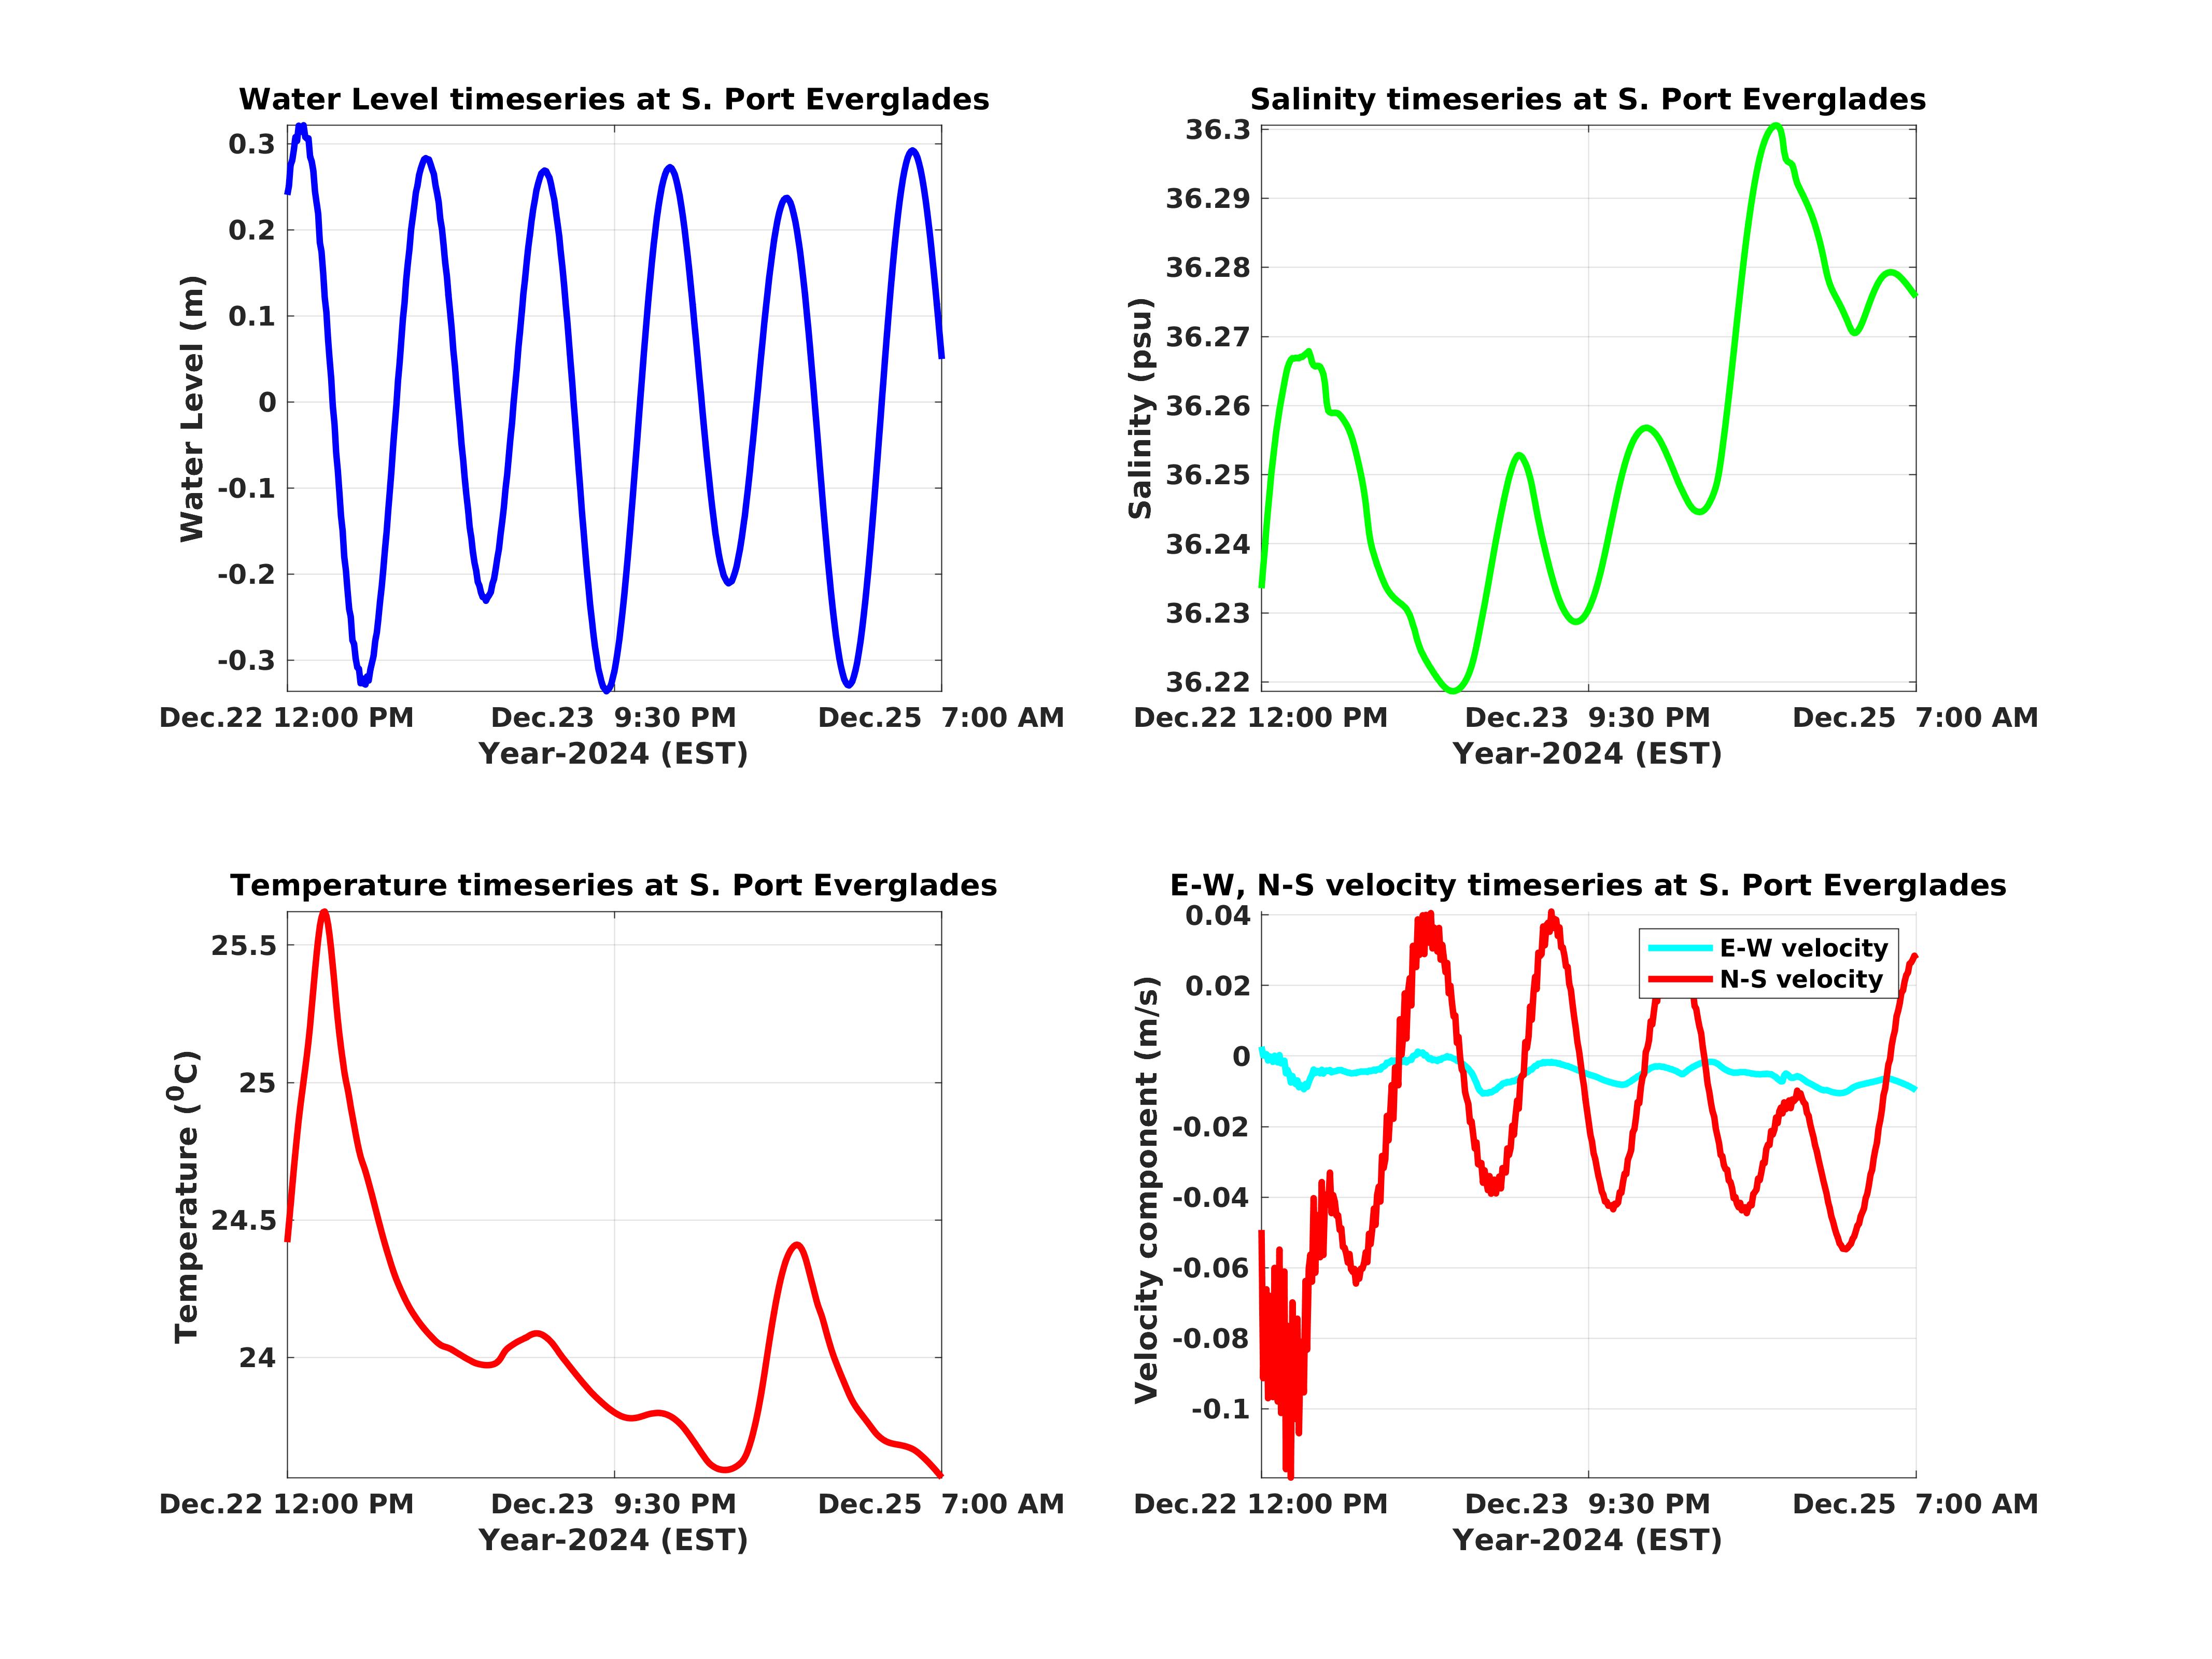 Water Level timeseries at S. Port Everglades
Water Level (m)
0.3
0.2
0.1
0
-0.1
-0.2
-0.3
Dec.22 12:00 PM
Dec.23  9:30 PM
Dec.25  7:00 AM
Year-2024 (EST)
Salinity timeseries at S. Port Everglades
Salinity (psu)
36.3
36.29
36.28
36.27
36.26
36.25
36.24
36.23
36.22
Dec.22 12:00 PM
Dec.23  9:30 PM
Dec.25  7:00 AM
Year-2024 (EST)
Temperature timeseries at S. Port Everglades
Temperature (⁰C)
25.5
25
24.5
24
Dec.22 12:00 PM
Dec.23  9:30 PM
Dec.25  7:00 AM
Year-2024 (EST)
E-W, N-S velocity timeseries at S. Port Everglades
Velocity component (m/s)
0.04
0.02
0
-0.02
-0.04
-0.06
-0.08
-0.1
E-W velocity
N-S velocity
Dec.22 12:00 PM
Dec.23  9:30 PM
Dec.25  7:00 AM
Year-2024 (EST)